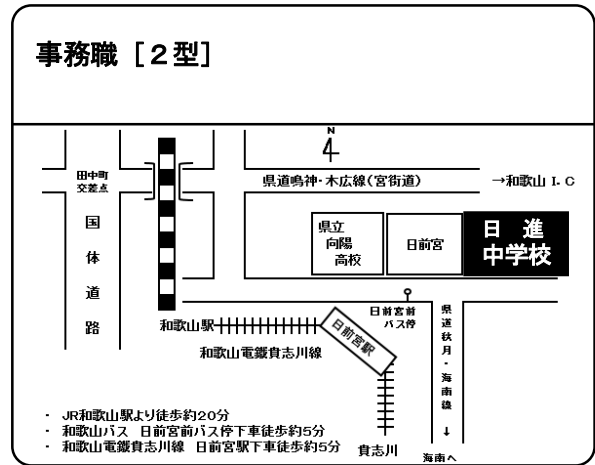 事務職［２型］
N
田中町
交差点
県道鳴神・木広線（宮街道）
→和歌山 I. C
国体道路
県立
向陽
高校
日前宮
日 進
中学校
日前宮前
バス停
和歌山駅
日前宮駅
和歌山電鐵貴志川線
県道秋月・海南線 ↓
・ JR和歌山駅より徒歩約20分
・ 和歌山バス 日前宮前バス停下車徒歩約5分
・ 和歌山電鐵貴志川線 日前宮駅下車徒歩約5分
貴志川
海南へ